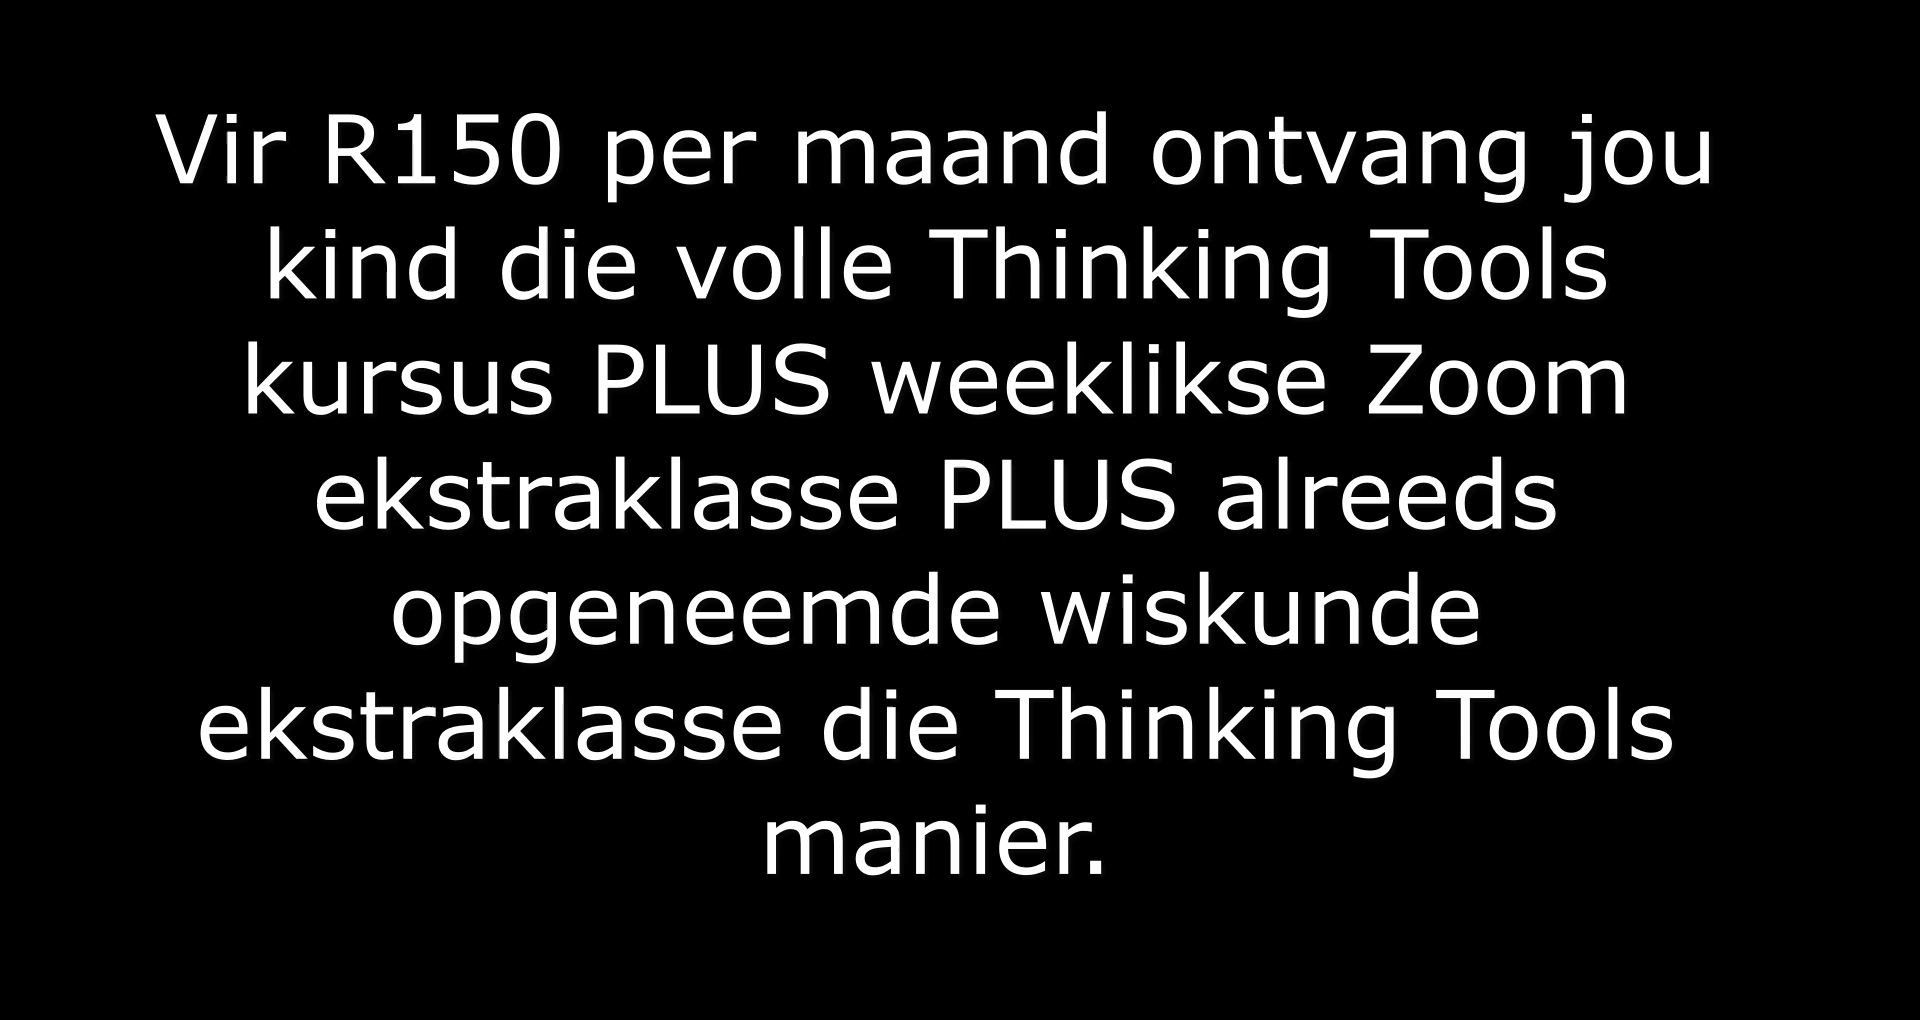 Vir R150 per maand ontvang jou
kind die volle Thinking Tools
kursus PLUS weeklikse Zoom
ekstraklasse PLUS alreeds
opgeneemde wiskunde
ekstraklasse die Thinking Tools
manier.